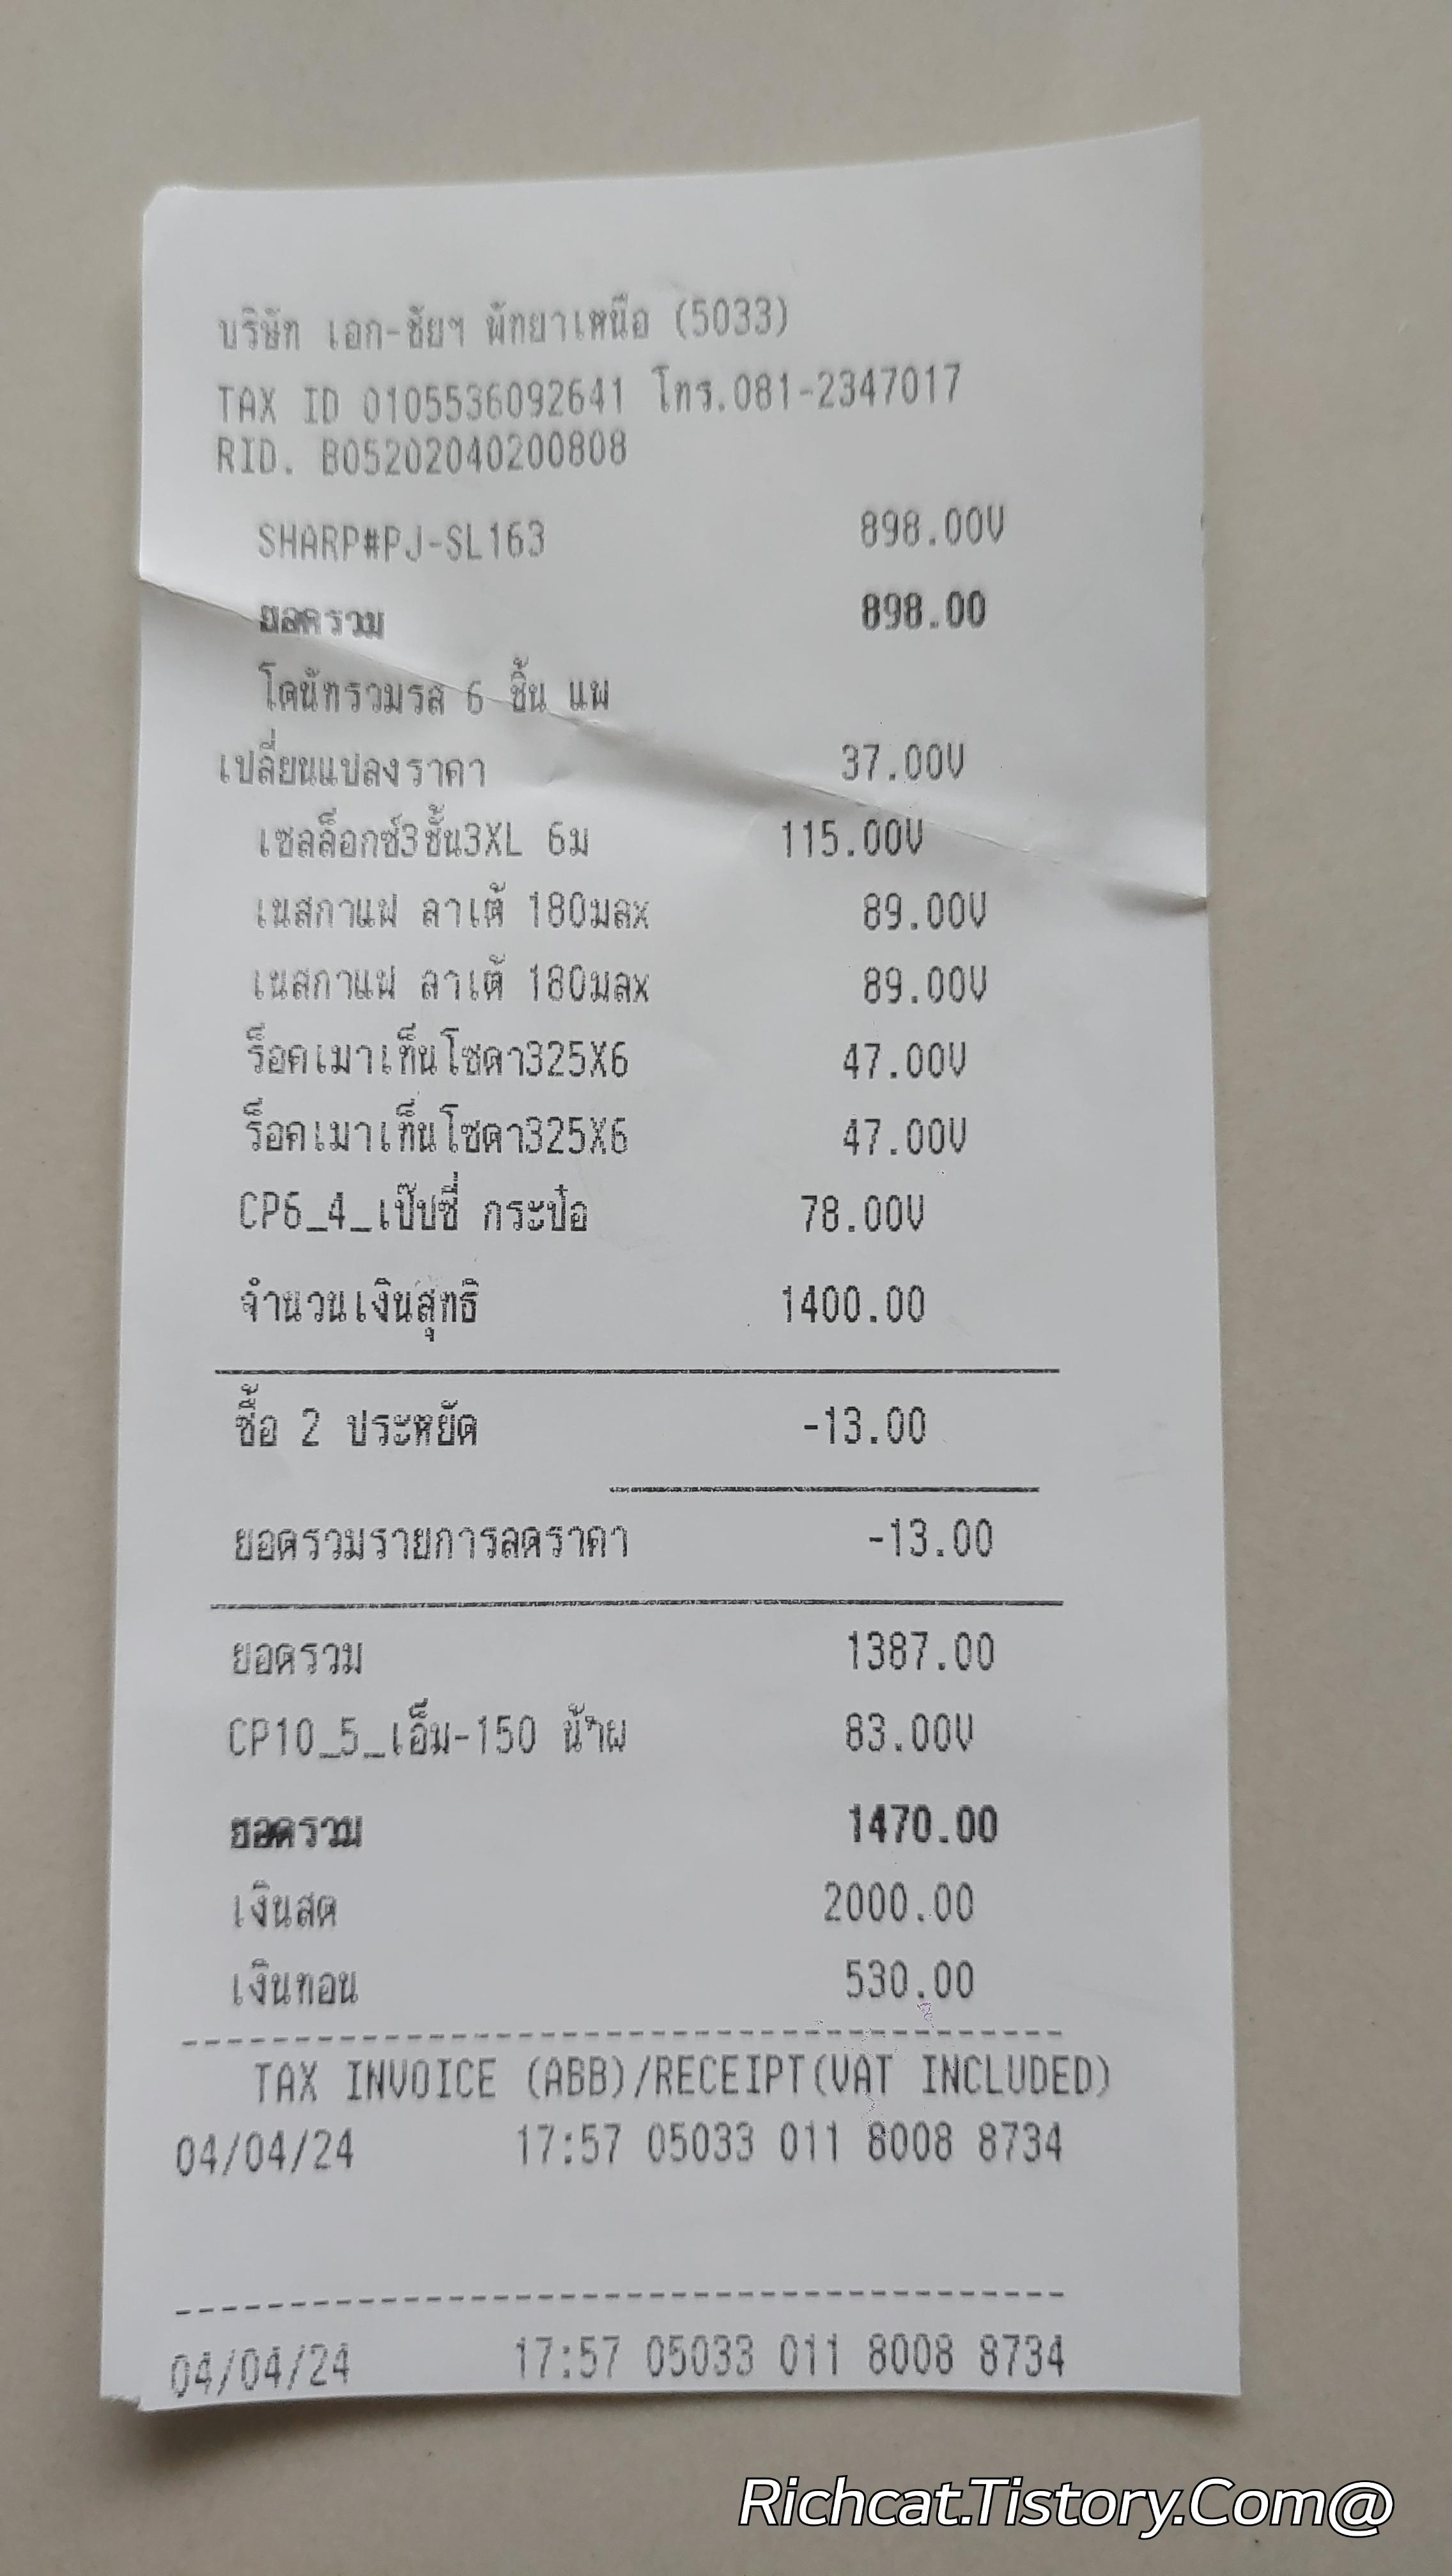 บริษัท เอก-ชัยฯ พัทยาเหนือ (5033)
TAX ID 0105536092641 โทร.081-2347017
RID. B05202040200808
SHARP#PJ-SL163 898.00V
ยอดรวม 898.00
โดนัทรวมรส 6 ชิ้น แพ
เปลี่ยนแปลงราคา 37.00V
เซลล็อกซ์3ชั้น3XL 6ม 115.00V
เนสกาแฟ ลาเต้ 180มลx 89.00V
เนสกาแฟ ลาเต้ 180มลx 89.00V
ร็อคเมาเท็นโซดา325X6 47.00V
ร็อคเมาเท็นโซดา325X6 47.00V
CP6_4_เป๊ปซี่ กระป๋อ 78.00V
จำนวนเงินสุทธิ 1400.00
ซื้อ 2 ประหยัด -13.00
ยอดรวมรายการลดราคา -13.00
ยอดรวม 1387.00
CP10_5_เอ็ม-150 น้ำผ 83.00V
ยอดรวม 1470.00
เงินสด 2000.00
เงินทอน 530.00
TAX INVOICE (ABB)/RECEIPT(VAT INCLUDED)
04/04/24 17:57 05033 011 8008 8734
04/04/24 17:57 05033 011 8008 8734
Richcat.Tistory.Com@